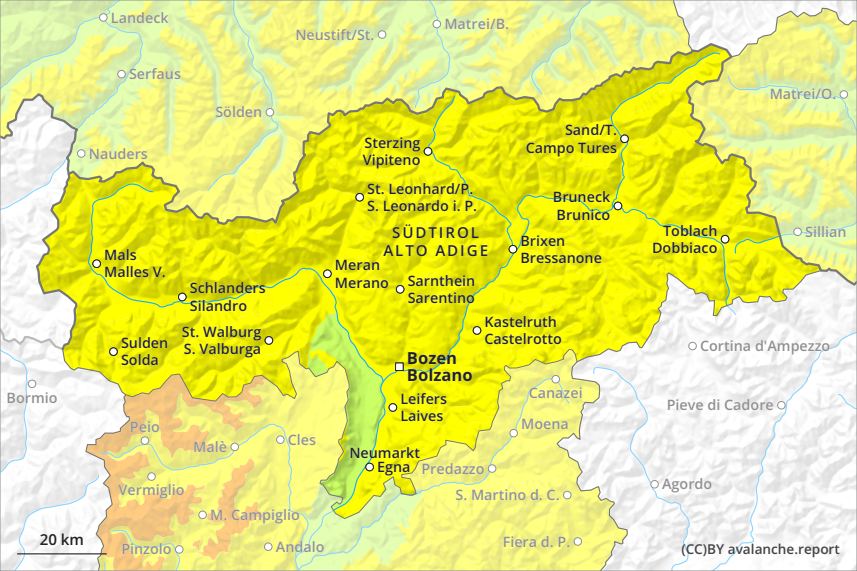 Landeck
Matrei/B.
Neustift/St.
Serfaus
Matrei/O.
Sölden
Sand/T.
Campo Tures
Sterzing
Vipiteno
Nauders
St. Leonhard/P.
S. Leonardo i. P.
Bruneck
Brunico
SÜDTIROL
ALTO ADIGE
Toblach
Dobbiaco
Sillian
Brixen
Bressanone
Mals
Malles V.
Meran
Merano
Sarnthein
Sarentino
Schlanders
Silandro
Kastelruth
Castelrotto
St. Walburg
S. Valburga
Sulden
Solda
Cortina d'Ampezzo
Bozen
Bolzano
Bormio
Canazei
Leifers
Laives
Pieve di Cadore
Peio
Moena
Cles
Malè
Neumarkt
Egna
Predazzo
Vermiglio
Agordo
S. Martino d. C.
M. Campiglio
20 km
Pinzolo
Andalo
Fiera d. P.
(CC)BY avalanche.report